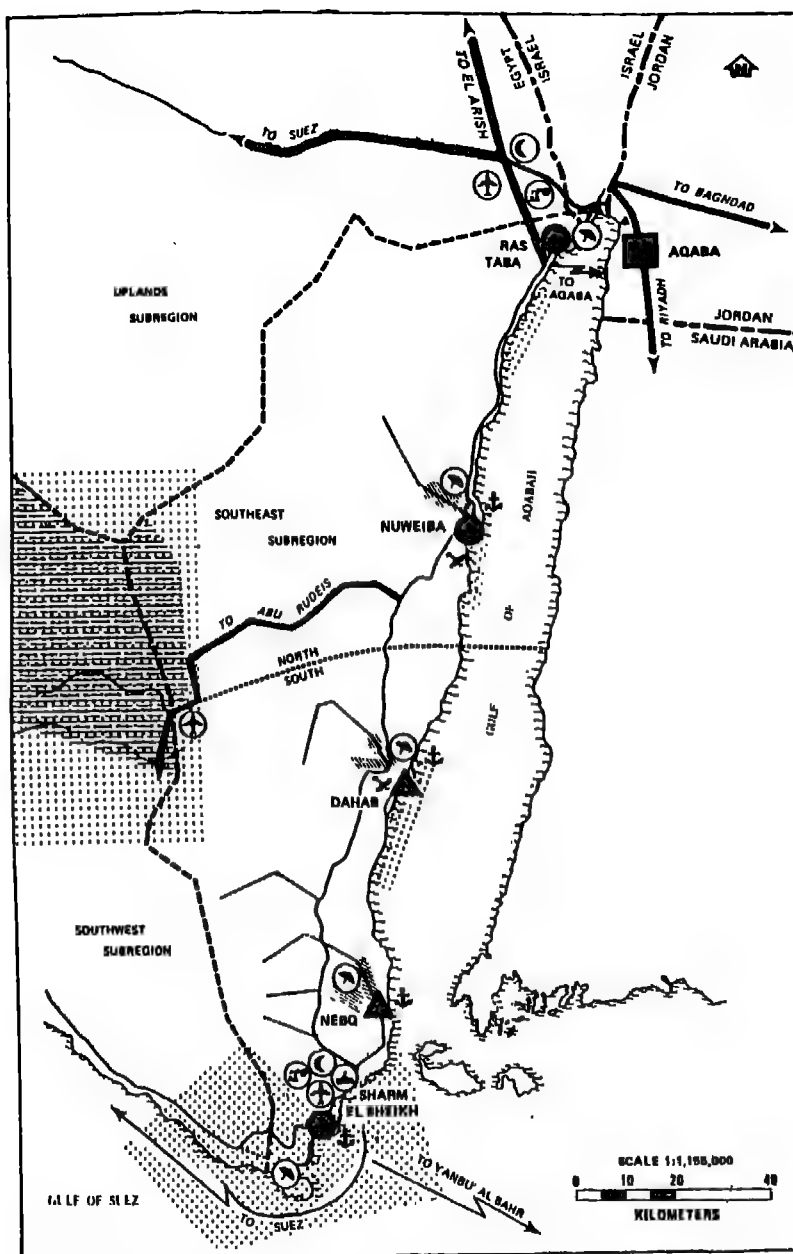 TO EL ARISH
EGYPT
ISRAEL
ISRAEL
JORDAN
N
TO SUEZ
TO BAGHDAD
RAS
TABA
AQABA
TO
AQABA
TO RIYADH
JORDAN
SAUDI ARABIA
UPLANDS
SUBREGION
SOUTHEAST
SUBREGION
NUWEIBA
AQABAH
OF
GULF
TO ABU RUDEIS
NORTH
SOUTH
DAHAB
SOUTHWEST
SUBREGION
NEBQ
SHARM
EL SHEIKH
GULF OF SUEZ
TO SUEZ
TO YANBU' AL BAHR
SCALE 1:1,155,000
0 10 20 40
KILOMETERS